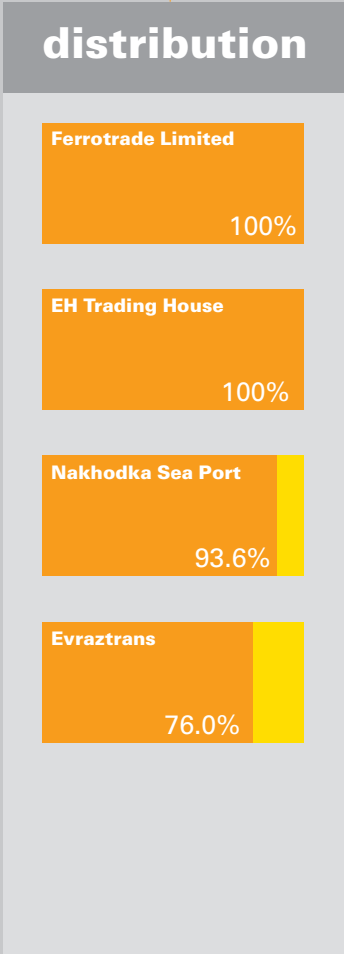 distribution
Ferrotrade Limited
100%
EH Trading House
100%
Nakhodka Sea Port
93.6%
Evraztrans
76.0%